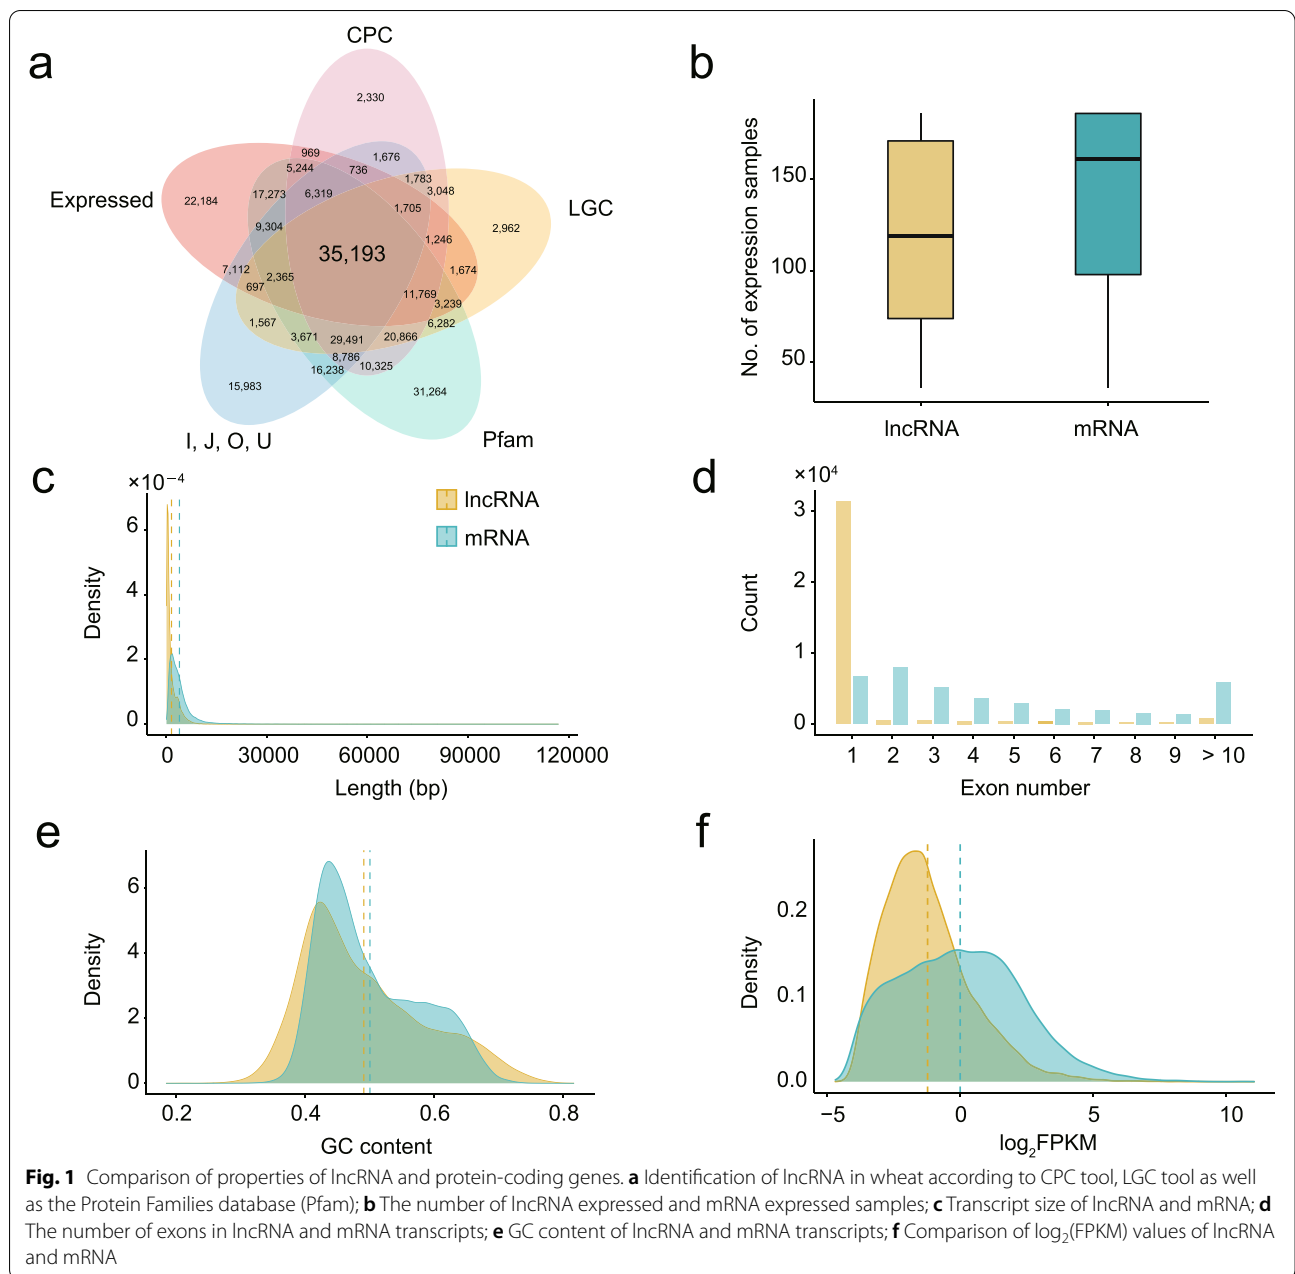 a
CPC
2,330
969
1,676
5,244
736
1,783
Expressed
22,184
17,273
6,319
3,048
LGC
1,705
9,304
2,962
1,246
35,193
7,112
2,365
1,674
697
11,769
3,239
1,567
6,282
3,671
29,491
20,866
8,786
16,238
10,325
15,983
31,264
I, J, O, U
Pfam
b
No. of expression samples
150
100
50
lncRNA
mRNA
c
×10−4
Density
6
4
2
0
0 30000 60000 90000 120000
Length (bp)
lncRNA
mRNA
d
×104
Count
3
2
1
0
1 2 3 4 5 6 7 8 9 > 10
Exon number
e
Density
6
4
2
0
0.2 0.4 0.6 0.8
GC content
f
Density
0.2
0.1
0.0
−5 0 5 10
log2FPKM
Fig. 1 Comparison of properties of lncRNA and protein-coding genes. a Identification of lncRNA in wheat according to CPC tool, LGC tool as well
as the Protein Families database (Pfam); b The number of lncRNA expressed and mRNA expressed samples; c Transcript size of lncRNA and mRNA; d
The number of exons in lncRNA and mRNA transcripts; e GC content of lncRNA and mRNA transcripts; f Comparison of log2(FPKM) values of lncRNA
and mRNA